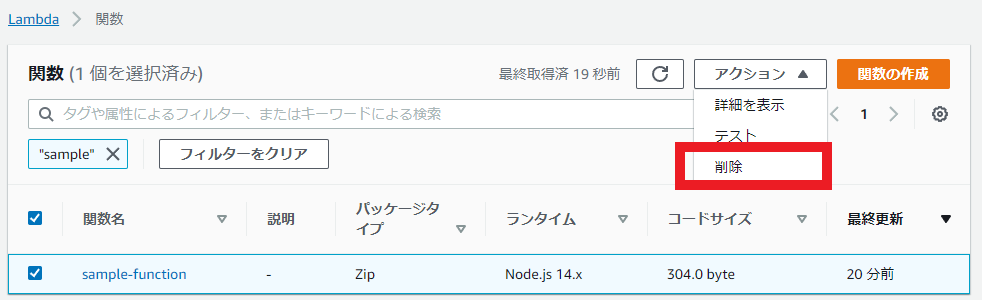 Lambda > 関数
関数 (1 個を選択済み)
最終取得済 19 秒前
アクション ▲
関数の作成
タグや属性によるフィルター、またはキーワードによる検索
詳細を表示
テスト
削除
< 1 >
"sample" ×
フィルターをクリア
関数名
説明
パッケージタ
イプ
ランタイム
コードサイズ
最終更新
sample-function
-
Zip
Node.js 14.x
304.0 byte
20 分前